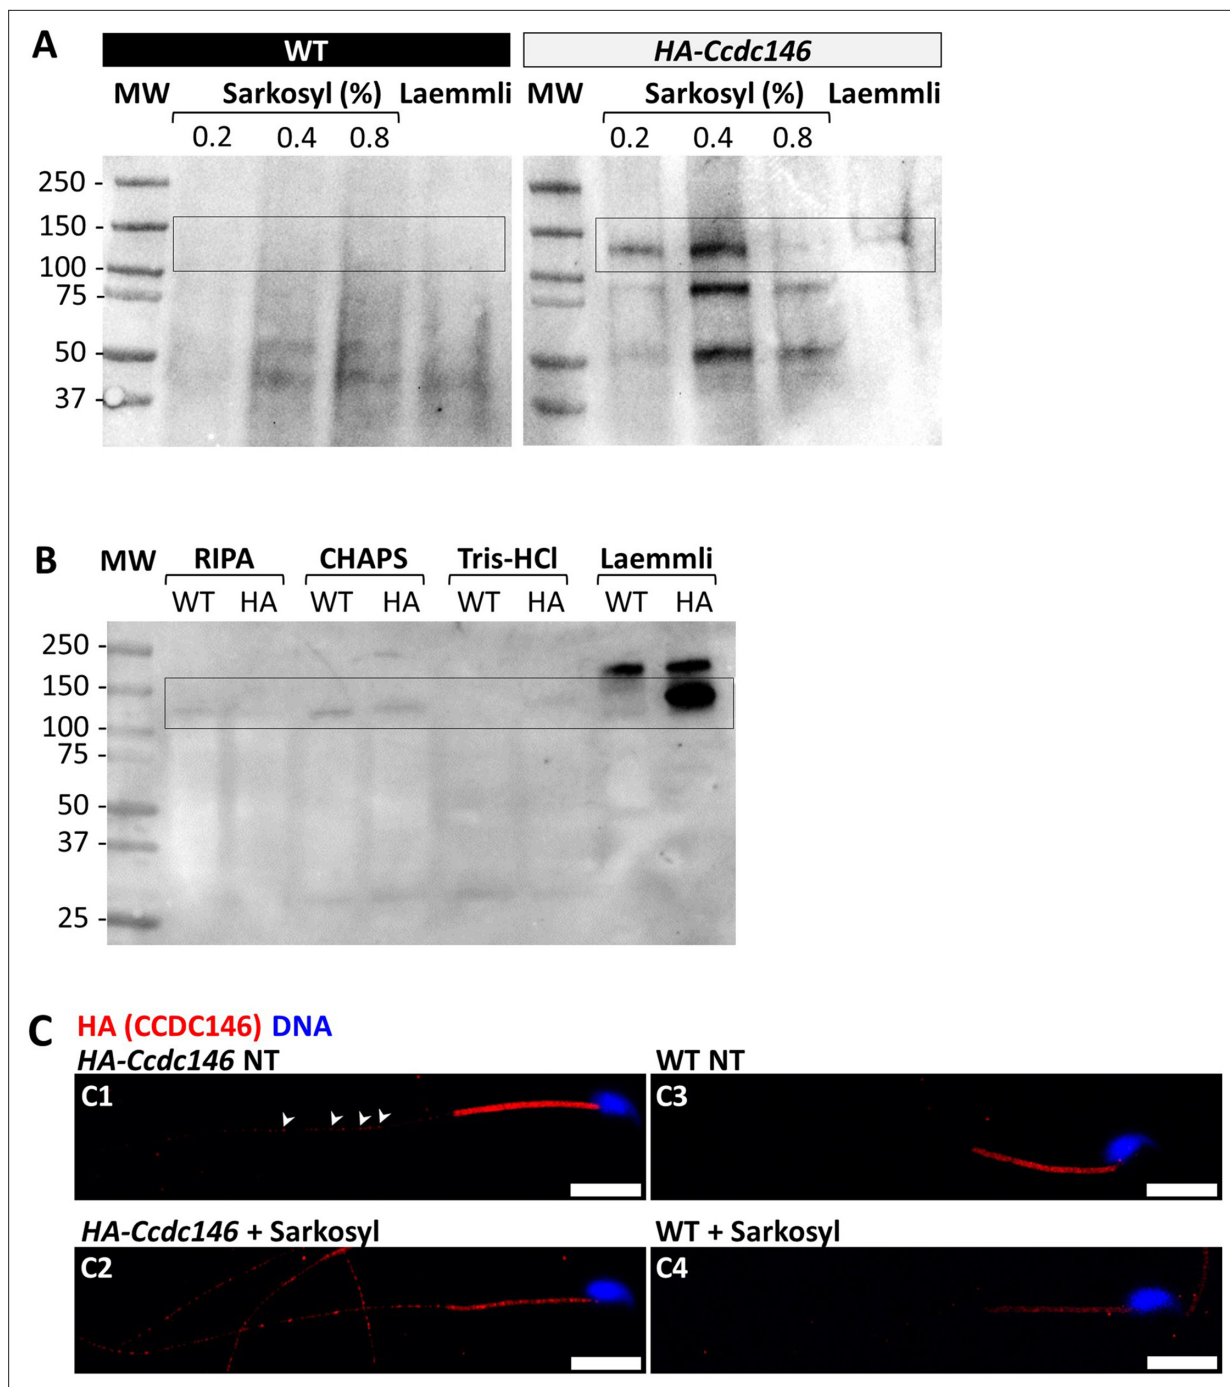 A
WT
HA-Ccdc146
MW Sarkosyl (%) Laemmli MW Sarkosyl (%) Laemmli
0.2 0.4 0.8 0.2 0.4 0.8
250 -
150 -
100 -
75 -
50 -
37 -
B
MW RIPA CHAPS Tris-HCl Laemmli
WT HA WT HA WT HA WT HA
250 -
150 -
100 -
75 -
50 -
37 -
25 -
C HA (CCDC146) DNA
HA-Ccdc146 NT WT NT
C1 C3
HA-Ccdc146 + Sarkosyl WT + Sarkosyl
C2 C4